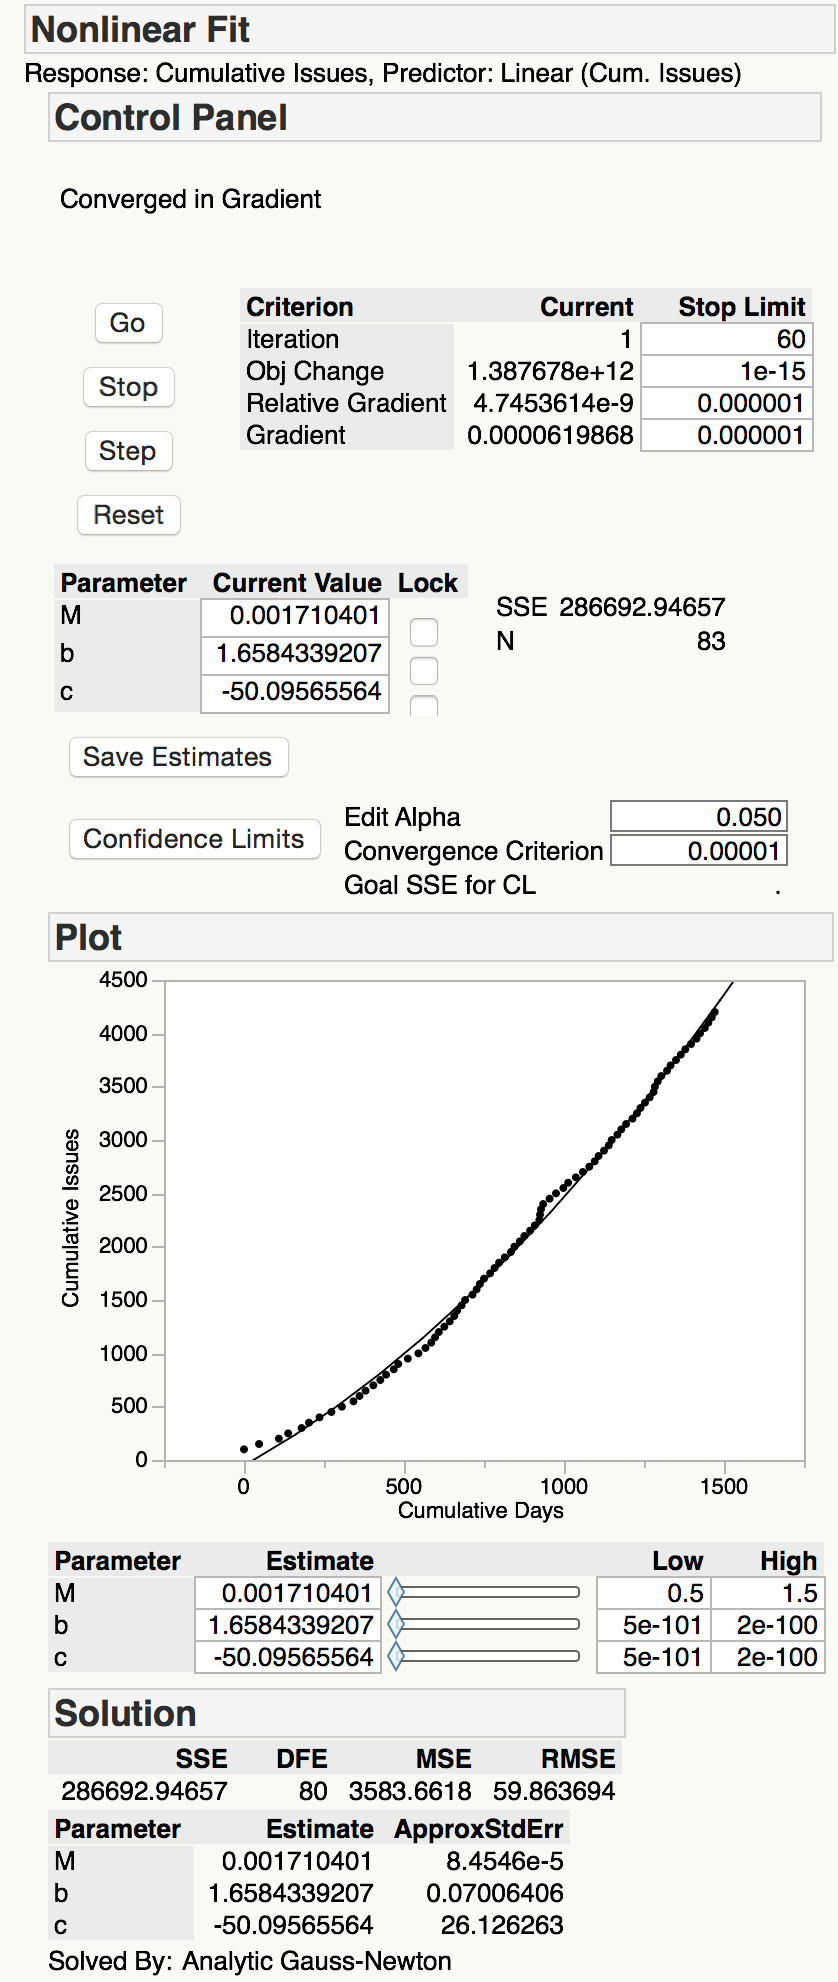 Nonlinear Fit
Response: Cumulative Issues, Predictor: Linear (Cum. Issues)
Control Panel
Converged in Gradient
Go
Stop
Step
Reset
Criterion Current Stop Limit
Iteration 1 60
Obj Change 1.387678e+12 1e-15
Relative Gradient 4.7453614e-9 0.000001
Gradient 0.0000619868 0.000001
Parameter Current Value Lock
M 0.001710401
b 1.6584339207
c -50.09565564
SSE 286692.94657
N 83
Save Estimates
Confidence Limits
Edit Alpha 0.050
Convergence Criterion 0.00001
Goal SSE for CL .
Plot
Cumulative Issues
4500
4000
3500
3000
2500
2000
1500
1000
500
0
0 500 1000 1500
Cumulative Days
Parameter Estimate Low High
M 0.001710401 0.5 1.5
b 1.6584339207 5e-101 2e-100
c -50.09565564 5e-101 2e-100
Solution
SSE DFE MSE RMSE
286692.94657 80 3583.6618 59.863694
Parameter Estimate ApproxStdErr
M 0.001710401 8.4546e-5
b 1.6584339207 0.07006406
c -50.09565564 26.126263
Solved By: Analytic Gauss-Newton